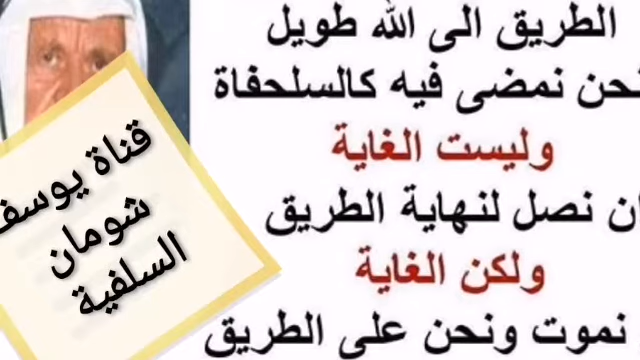 الطريق الى الله طويل
نحن نمضى فيه كالسلحفاة
وليست الغاية
ان نصل لنهاية الطريق
ولكن الغاية
نموت ونحن على الطريق
قناة يوسف
شومان
السلفية